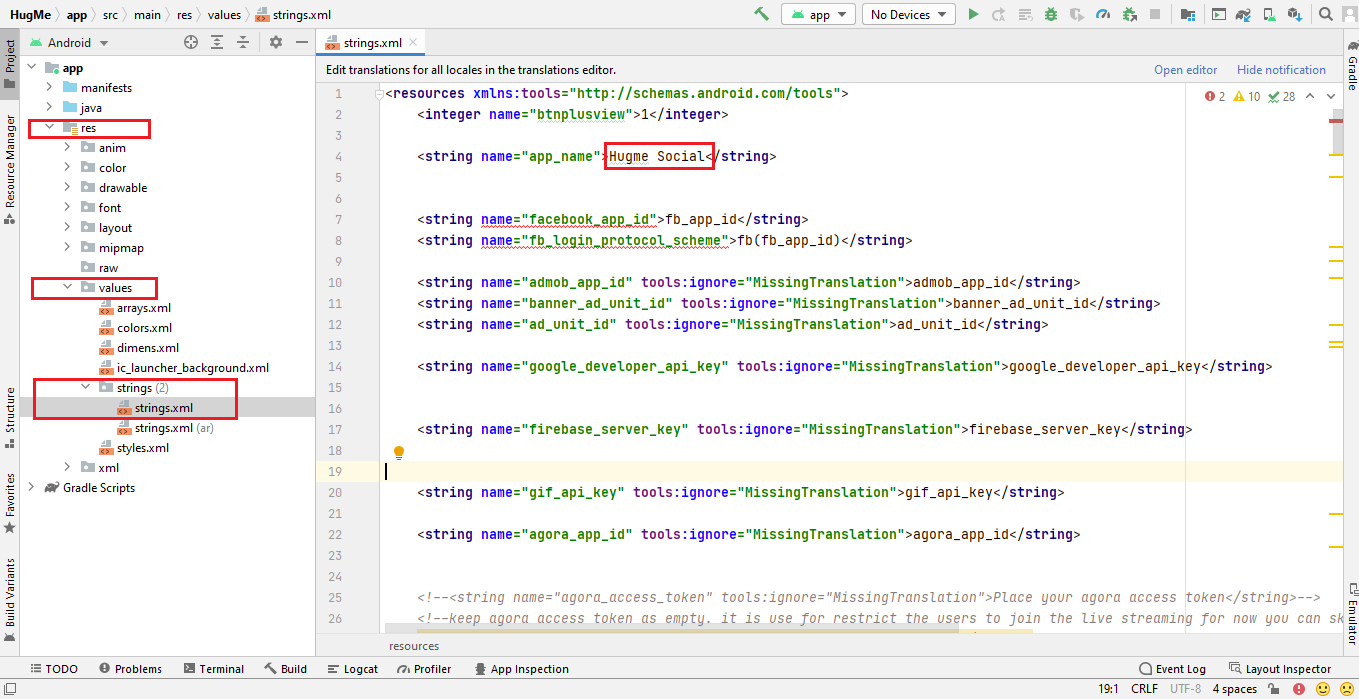 HugMe app src main res values strings.xml
app No Devices
Android
strings.xml
Project
Resource Manager
Structure
Favorites
Build Variants
app
manifests
java
res
anim
color
drawable
font
layout
mipmap
raw
values
arrays.xml
colors.xml
dimens.xml
ic_launcher_background.xml
strings (2)
strings.xml
strings.xml (ar)
styles.xml
xml
Gradle Scripts
Edit translations for all locales in the translations editor. Open editor Hide notification
2 10 28
1 <resources xmlns:tools="http://schemas.android.com/tools">
2 <integer name="btnplusview">1</integer>
3
4 <string name="app_name">Hugme Social</string>
5
6
7 <string name="facebook_app_id">fb_app_id</string>
8 <string name="fb_login_protocol_scheme">fb(fb_app_id)</string>
9
10 <string name="admob_app_id" tools:ignore="MissingTranslation">admob_app_id</string>
11 <string name="banner_ad_unit_id" tools:ignore="MissingTranslation">banner_ad_unit_id</string>
12 <string name="ad_unit_id" tools:ignore="MissingTranslation">ad_unit_id</string>
13
14 <string name="google_developer_api_key" tools:ignore="MissingTranslation">google_developer_api_key</string>
15
16
17 <string name="firebase_server_key" tools:ignore="MissingTranslation">firebase_server_key</string>
18
19
20 <string name="gif_api_key" tools:ignore="MissingTranslation">gif_api_key</string>
21
22 <string name="agora_app_id" tools:ignore="MissingTranslation">agora_app_id</string>
23
24
25 <!--<string name="agora_access_token" tools:ignore="MissingTranslation">Place your agora access token</string>-->
26 <!--keep agora access token as empty. it is use for restrict the users to join the live streaming for now you can sk
resources
Gradle
Emulator
TODO Problems Terminal Build Logcat Profiler App Inspection Event Log Layout Inspector
19:1 CRLF UTF-8 4 spaces